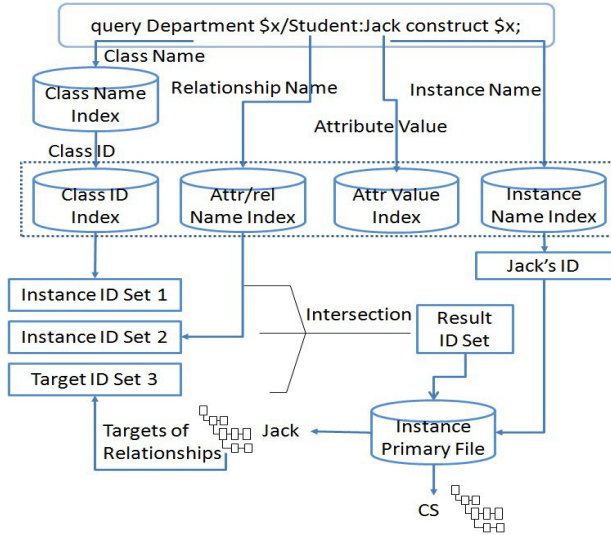 query Department $x/Student:Jack construct $x;
Class Name
Class Name
Index
Relationship Name
Instance Name
Attribute Value
Class ID
Class ID
Index
Attr/rel
Name Index
Attr Value
Index
Instance
Name Index
Jack's ID
Instance ID Set 1
Instance ID Set 2
Target ID Set 3
Intersection
Result
ID Set
Targets of
Relationships
Jack
Instance
Primary File
CS